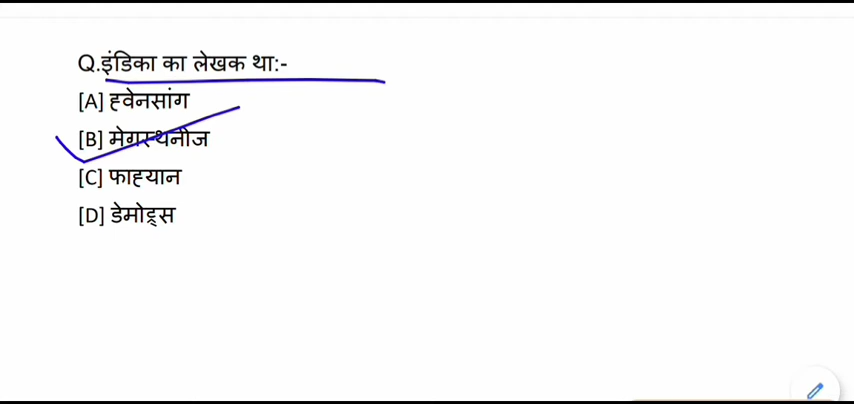 Q.इंडिका का लेखक था:-
[A] ह्वेनसांग
[B] मेगस्थनीज
[C] फाह्यान
[D] डेमोड्र्स